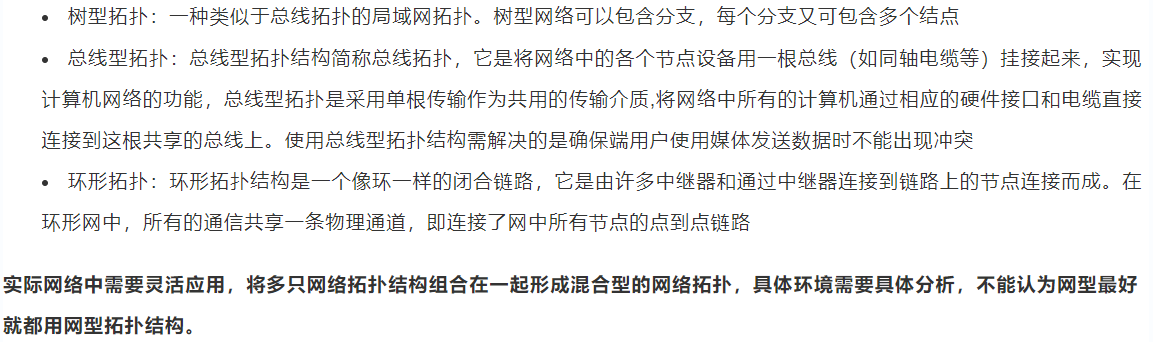 • 树型拓扑：一种类似于总线拓扑的局域网拓扑。树型网络可以包含分支，每个分支又可包含多个结点
• 总线型拓扑：总线型拓扑结构简称总线拓扑，它是将网络中的各个节点设备用一根总线（如同轴电缆等）挂接起来，实现
计算机网络的功能，总线型拓扑是采用单根传输作为共用的传输介质,将网络中所有的计算机通过相应的硬件接口和电缆直接
连接到这根共享的总线上。使用总线型拓扑结构需解决的是确保端用户使用媒体发送数据时不能出现冲突
• 环形拓扑：环形拓扑结构是一个像环一样的闭合链路，它是由许多中继器和通过中继器连接到链路上的节点连接而成。在
环形网中，所有的通信共享一条物理通道，即连接了网中所有节点的点到点链路
实际网络中需要灵活应用，将多只网络拓扑结构组合在一起形成混合型的网络拓扑，具体环境需要具体分析，不能认为网型最好
就都用网型拓扑结构。